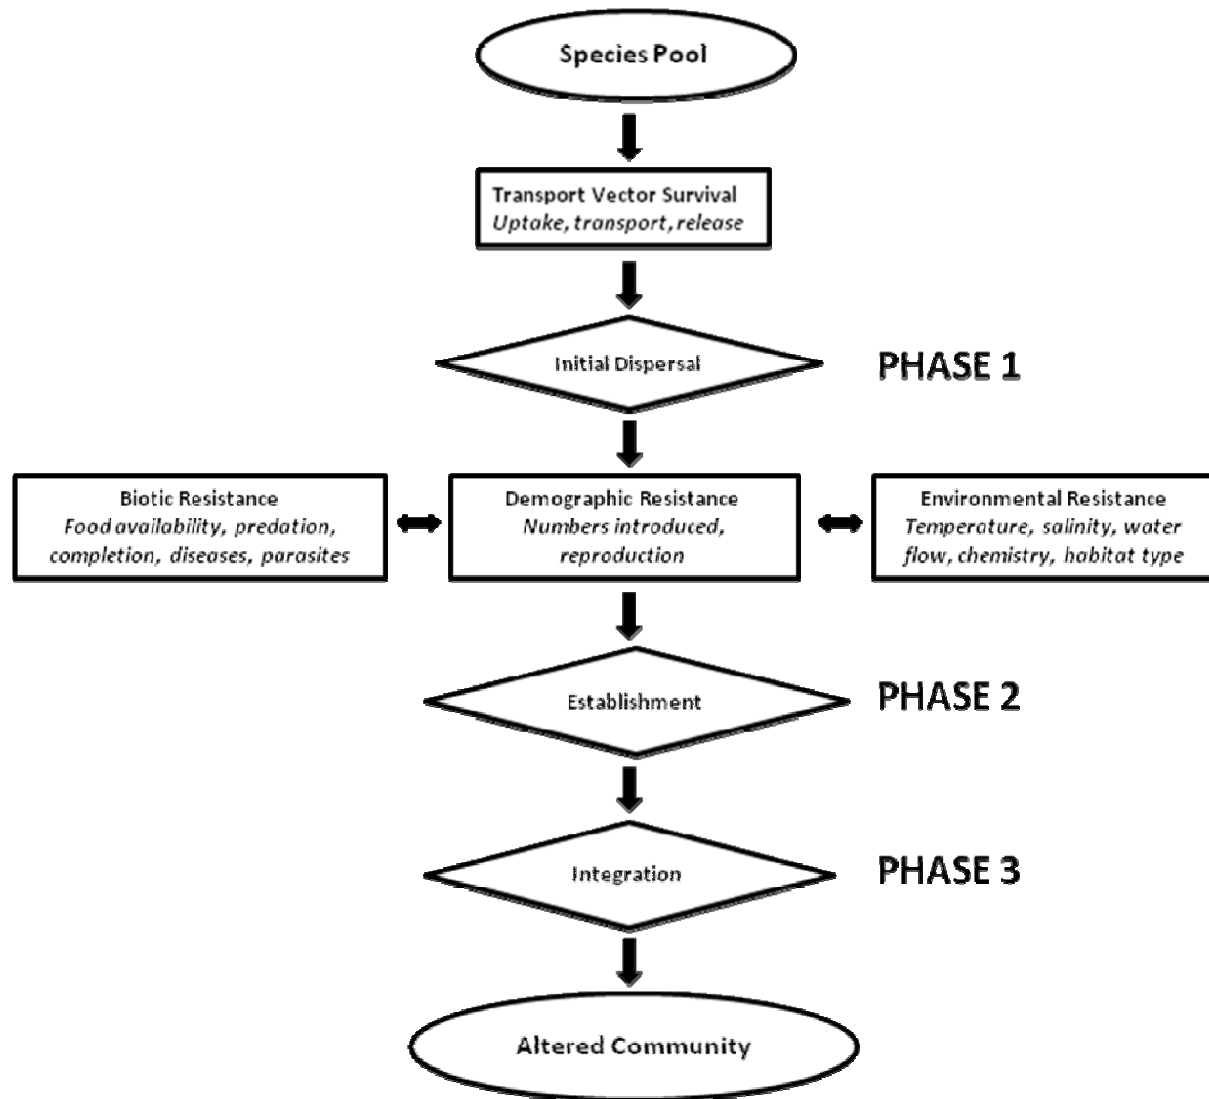 Species Pool
Transport Vector Survival
Uptake, transport, release
Initial Dispersal
PHASE 1
Biotic Resistance
Food availability, predation,
completion, diseases, parasites
Demographic Resistance
Numbers introduced,
reproduction
Environmental Resistance
Temperature, salinity, water
flow, chemistry, habitat type
Establishment
PHASE 2
Integration
PHASE 3
Altered Community